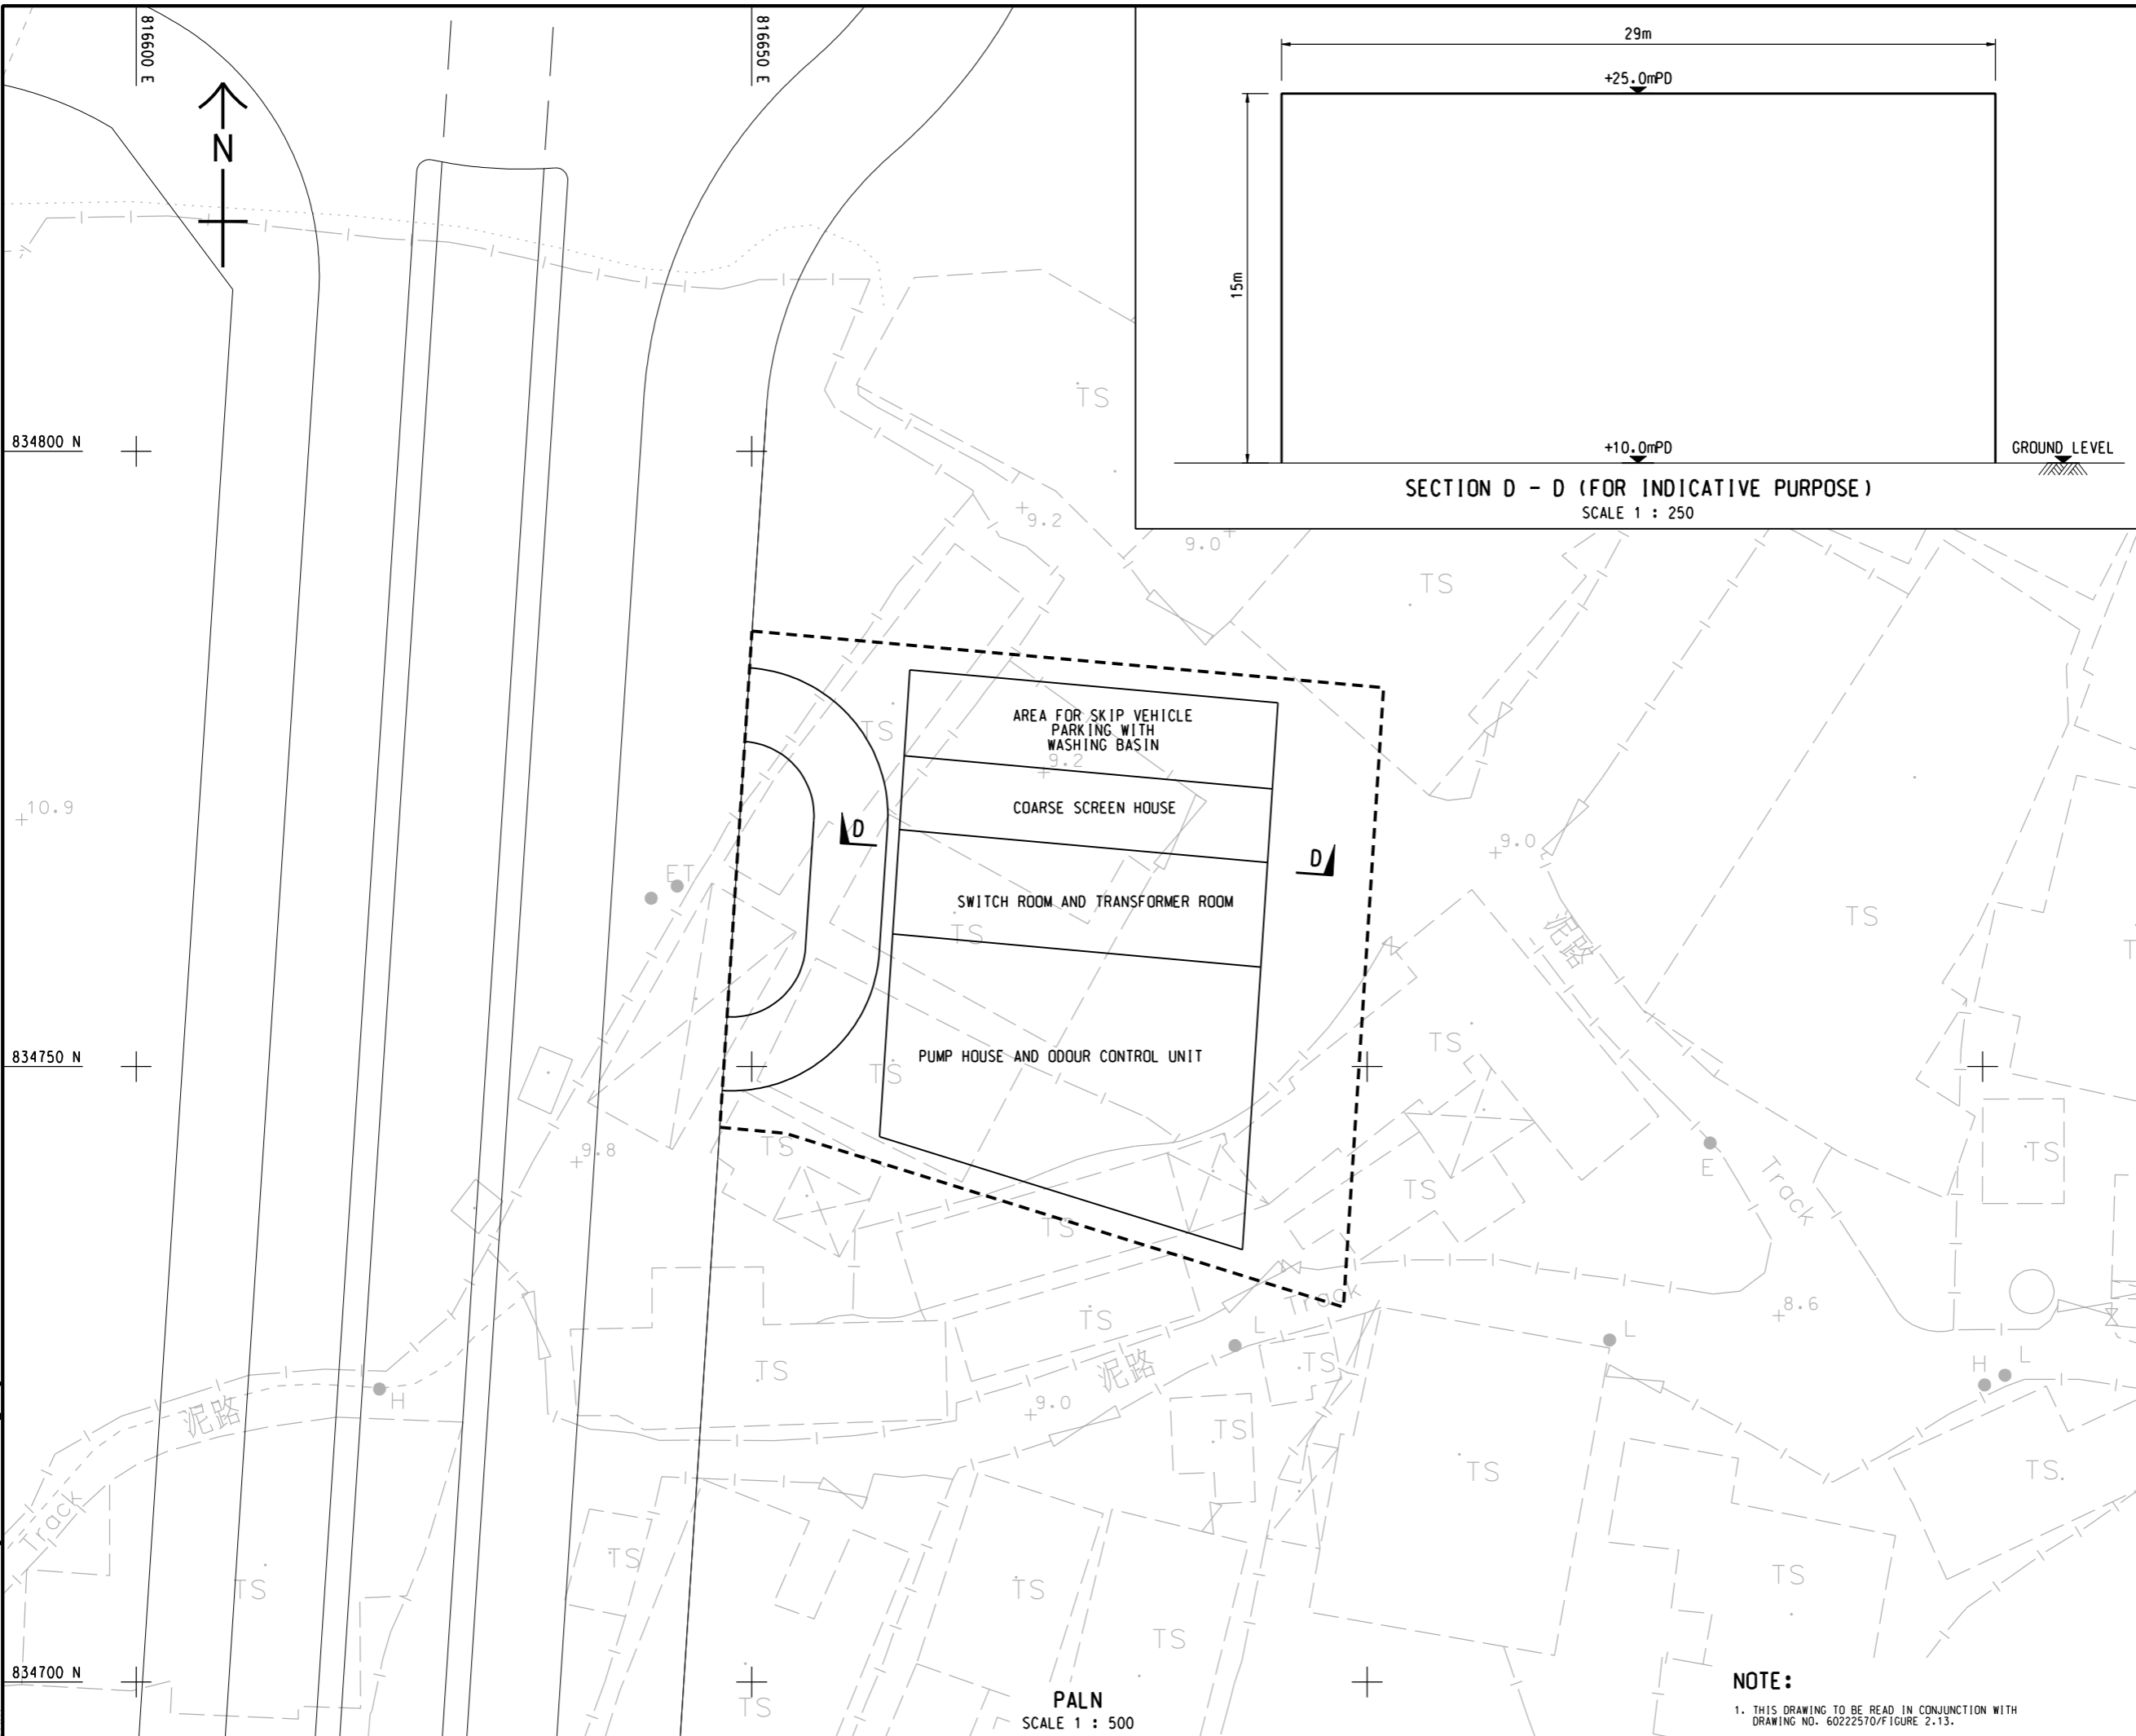 816600 E
816650 E
N
29m
+25.0mPD
15m
+10.0mPD
GROUND LEVEL
SECTION D - D (FOR INDICATIVE PURPOSE)
SCALE 1 : 250
834800 N
TS
9.2
9.0
TS
AREA FOR SKIP VEHICLE
PARKING WITH
WASHING BASIN
TS
9.2
10.9
COARSE SCREEN HOUSE
D
D
9.0
ET
SWITCH ROOM AND TRANSFORMER ROOM
TS
TS
泥路
834750 N
PUMP HOUSE AND ODOUR CONTROL UNIT
TS
TS
9.8
TS
E
TS
Track
TS
TS
Track
8.6
TS
L
L
TS
泥路
TS
H
L
H
泥路
9.0
TS
TS
TS
Track
TS
TS
TS
TS
TS
834700 N
TS
PALN
SCALE 1 : 500
NOTE:
1. THIS DRAWING TO BE READ IN CONJUNCTION WITH
DRAWING NO. 60222570/FIGURE 2.13.